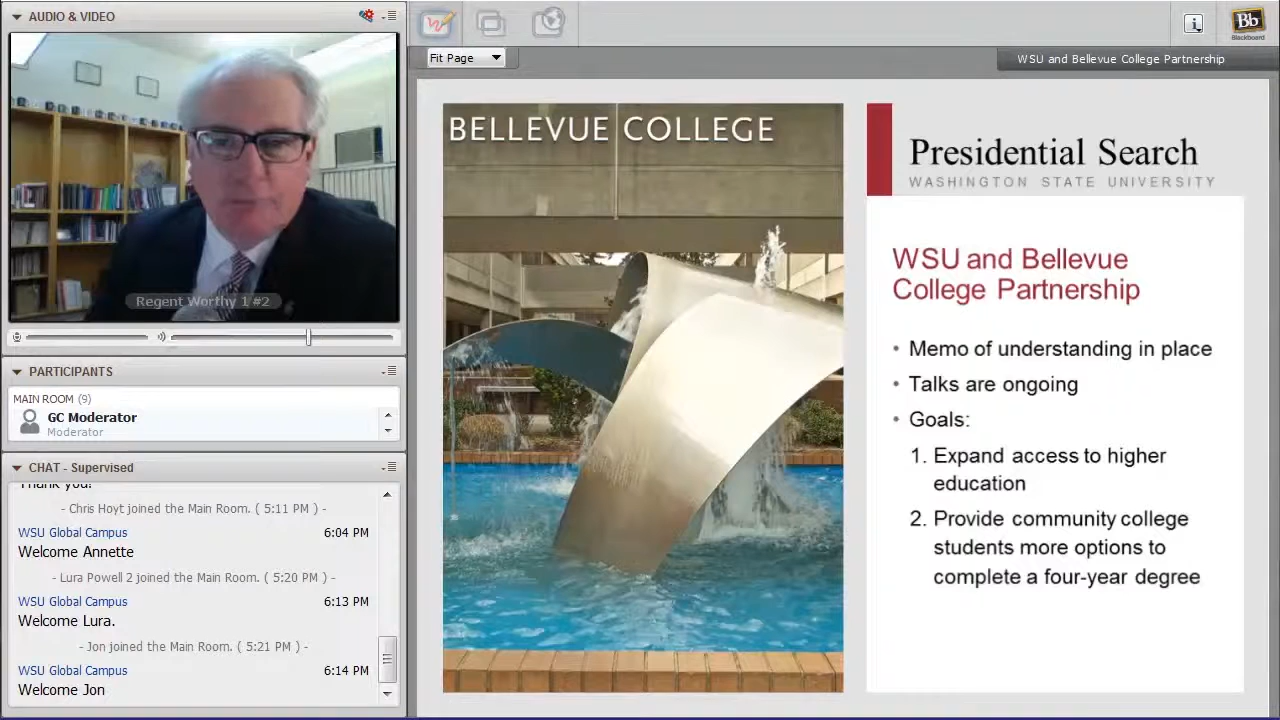 AUDIO & VIDEO
Regent Worthy 1 #2
PARTICIPANTS
MAIN ROOM (9)
GC Moderator
Moderator
CHAT - Supervised
Thank you!
- Chris Hoyt joined the Main Room. ( 5:11 PM ) -
WSU Global Campus 6:04 PM
Welcome Annette
- Lura Powell 2 joined the Main Room. ( 5:20 PM ) -
WSU Global Campus 6:13 PM
Welcome Lura.
- Jon joined the Main Room. ( 5:21 PM ) -
WSU Global Campus 6:14 PM
Welcome Jon
Fit Page
Bb
Blackboard
WSU and Bellevue College Partnership
BELLEVUE COLLEGE
Presidential Search
WASHINGTON STATE UNIVERSITY
WSU and Bellevue
College Partnership
• Memo of understanding in place
• Talks are ongoing
• Goals:
1. Expand access to higher
education
2. Provide community college
students more options to
complete a four-year degree